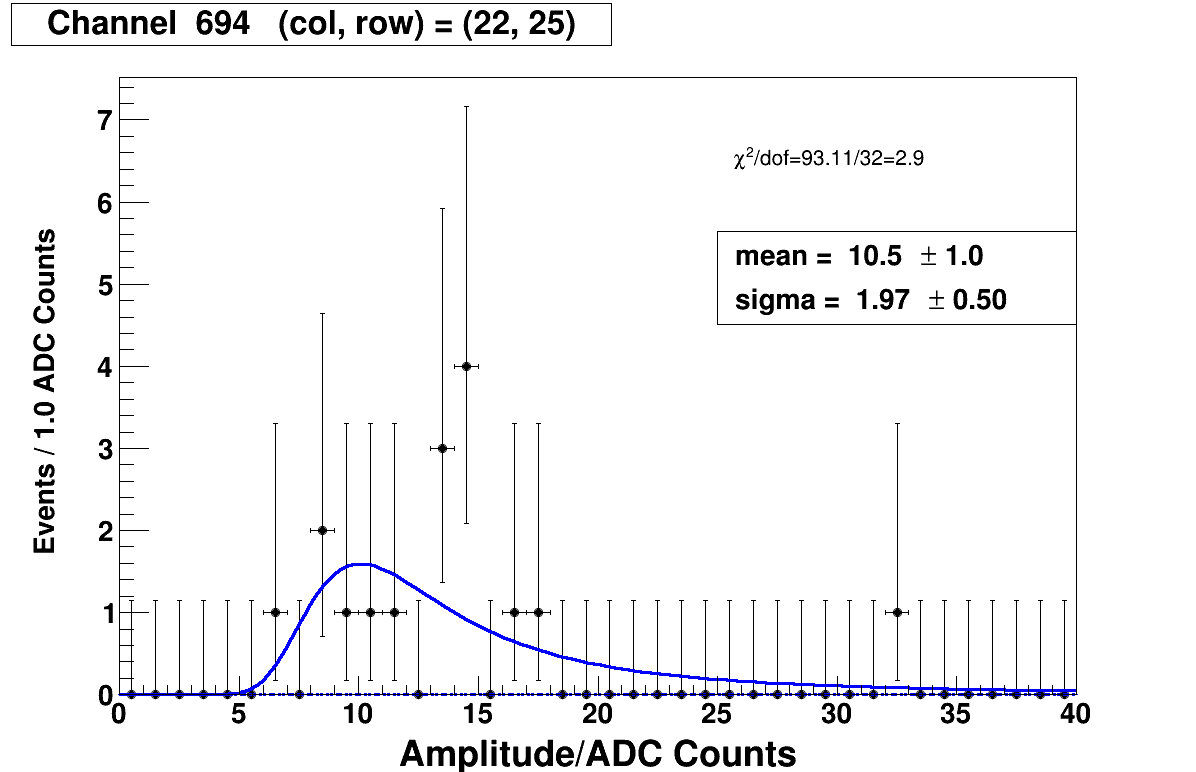 Channel 694 (col, row) = (22, 25)
7
χ²/dof=93.11/32=2.9
6
mean = 10.5 ± 1.0
5
sigma = 1.97 ± 0.50
4
3
2
1
0
Events / 1.0 ADC Counts
0 5 10 15 20 25 30 35 40
Amplitude/ADC Counts